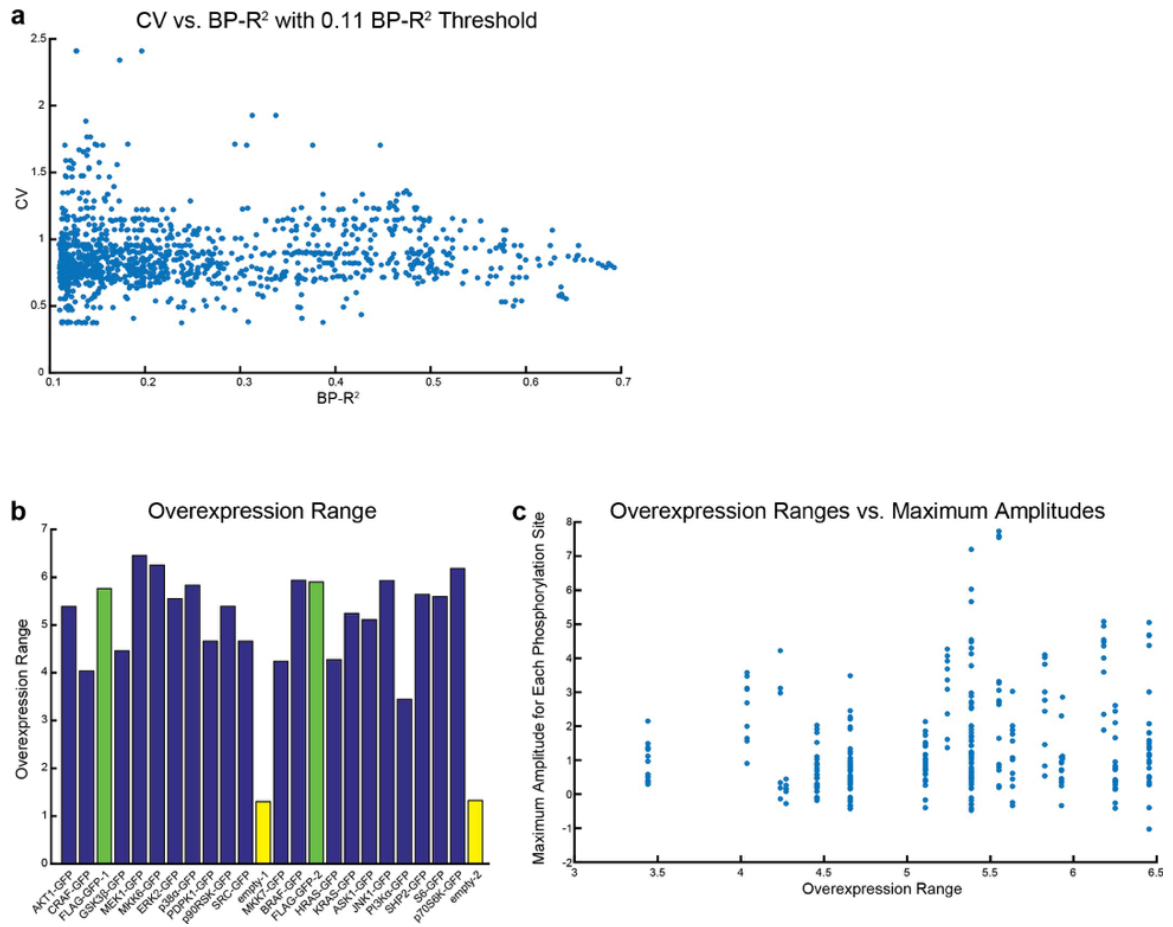 a
CV vs. BP-R² with 0.11 BP-R² Threshold
2.5
2
1.5
1
0.5
0
CV
0.1 0.2 0.3 0.4 0.5 0.6 0.7
BP-R²
b
Overexpression Range
7
6
5
4
3
2
1
0
Overexpression Range
AKT1-GFP
CRAF-GFP
FLAG-GFP-1
GSK3β-GFP
MEK1-GFP
MKK6-GFP
ERK2-GFP
p38α-GFP
PDPK1-GFP
p90RSK-GFP
SRC-GFP
empty-1
MKK7-GFP
BRAF-GFP
FLAG-GFP-2
HRAS-GFP
KRAS-GFP
ASK1-GFP
JNK1-GFP
PI3Kα-GFP
SHP2-GFP
S6-GFP
p70S6K-GFP
empty-2
c
Overexpression Ranges vs. Maximum Amplitudes
8
7
6
5
4
3
2
1
0
-1
-2
Maximum Amplitude for Each Phosphorylation Site
3 3.5 4 4.5 5 5.5 6 6.5
Overexpression Range